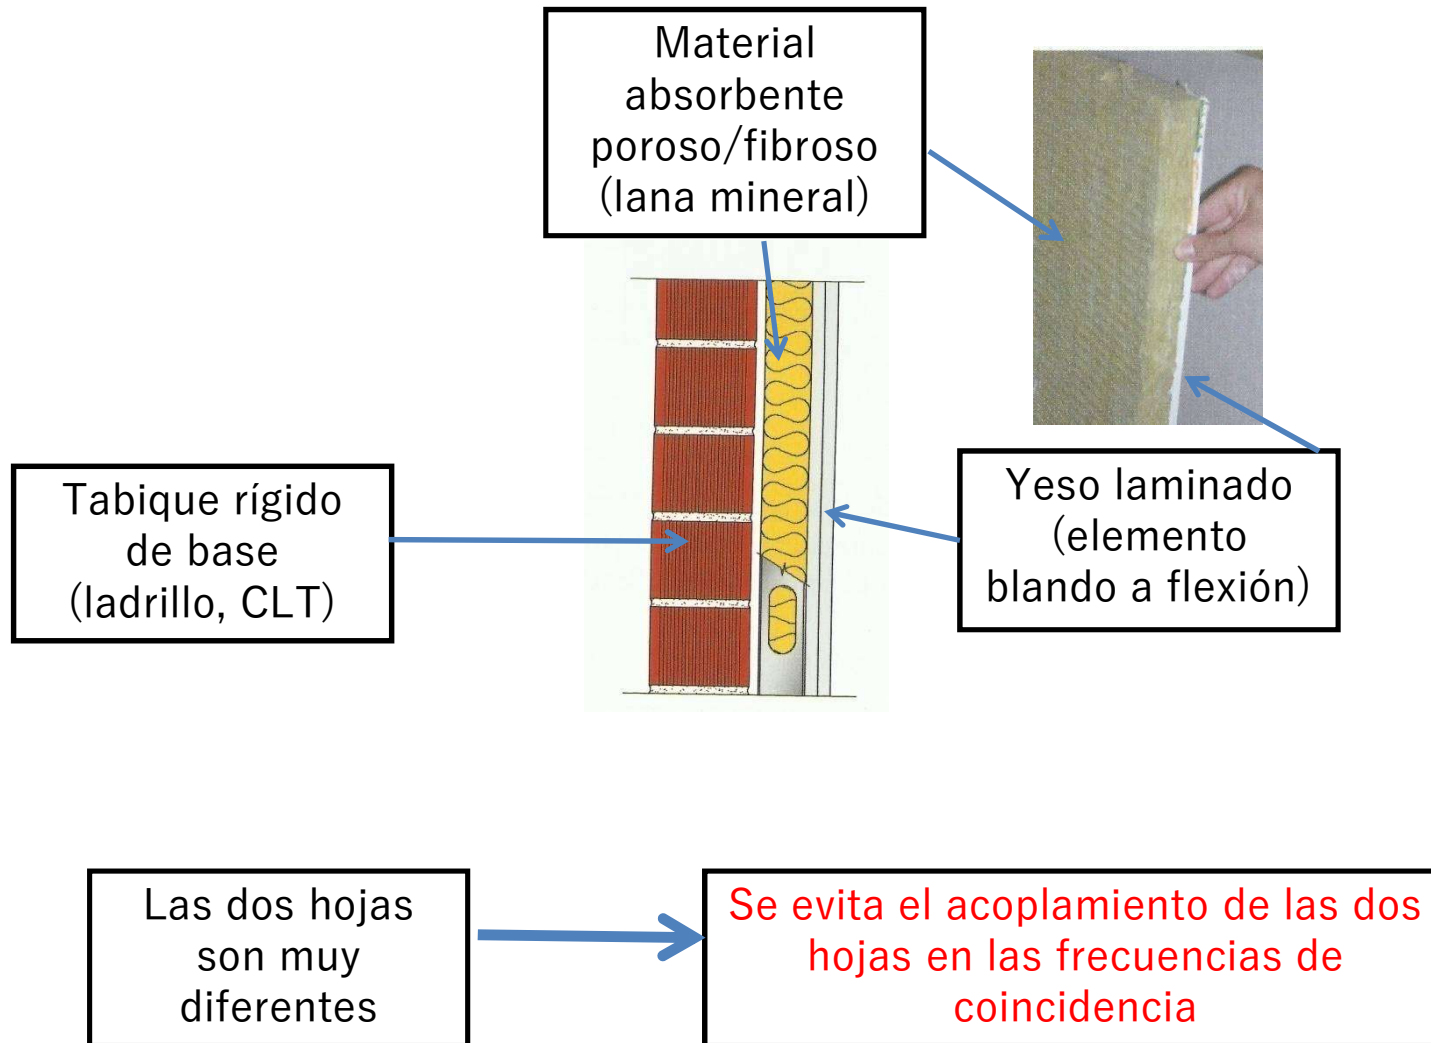 Material
absorbente
poroso/fibroso
(lana mineral)
Tabique rígido
de base
(ladrillo, CLT)
Yeso laminado
(elemento
blando a flexión)
Las dos hojas
son muy
diferentes
Se evita el acoplamiento de las dos
hojas en las frecuencias de
coincidencia